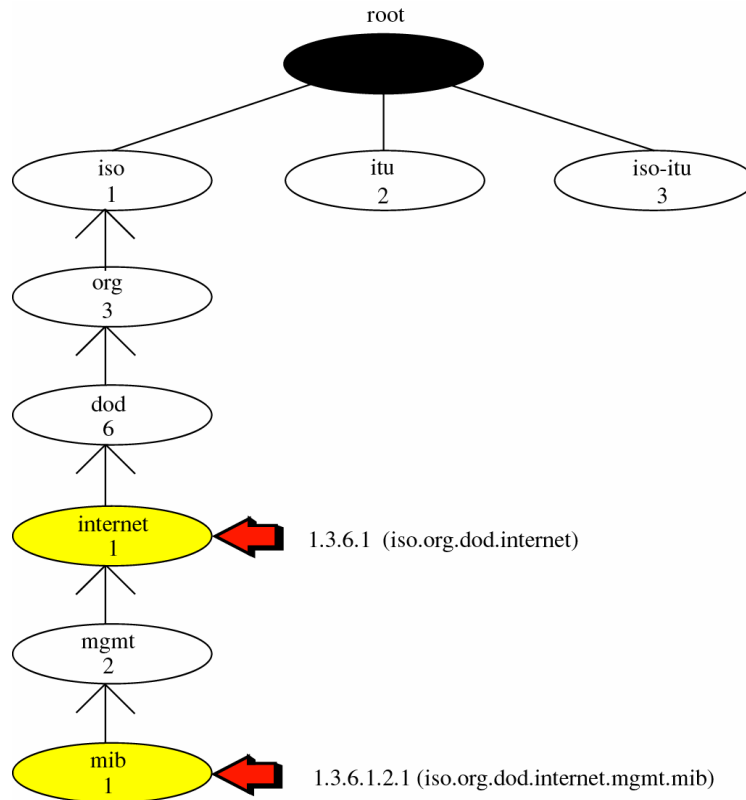 root
iso
1
itu
2
iso-itu
3
org
3
dod
6
internet
1
1.3.6.1 (iso.org.dod.internet)
mgmt
2
mib
1
1.3.6.1.2.1 (iso.org.dod.internet.mgmt.mib)